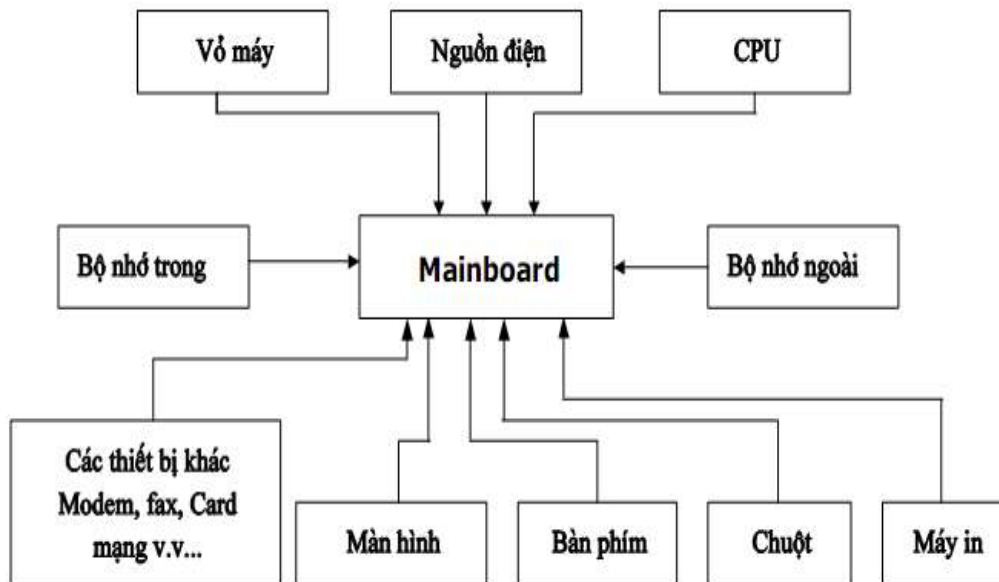 Vỏ máy
Nguồn điện
CPU
Bộ nhớ trong
Mainboard
Bộ nhớ ngoài
Các thiết bị khác
Modem, fax, Card
mạng v.v...
Màn hình
Bàn phím
Chuột
Máy in